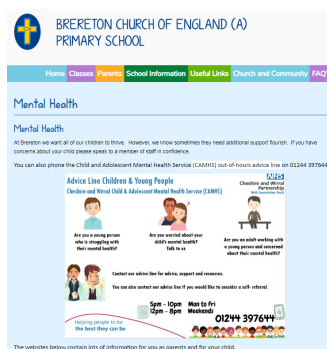 BRERETON CHURCH OF ENGLAND (A)
PRIMARY SCHOOL
Home Classes Parents School Information Useful Links Church and Community FAQ'
Mental Health
Mental Health
At Brereton we want all of our children to thrive. However, we know sometimes they need additional support flourish. If you have
concerns about your child please speak to a member of staff in confidence.
You can also phone the Child and Adolescent Mental Health Service (CAMHS) out-of-hours advice line on 01244 397644
Advice Line Children & Young People
Cheshire and Wirral Child & Adolescent Mental Health Service (CAMHS)
NHS
Cheshire and Wirral
Partnership
NHS Foundation Trust
Are you a young person
who is struggling with
their mental health?
Are you worried about your
child's mental health?
Talk to us
Are you an adult working with
a young person and concerned
about their mental health?
Contact our advice line for advice, support and resources.
You can also contact our advice line if you would like to consider a self- referral.
5pm - 10pm Mon to Fri
12pm - 8pm Weekends
01244 397644
Helping people to be
the best they can be
The websites below contain lots of information for you as parents and for your child.